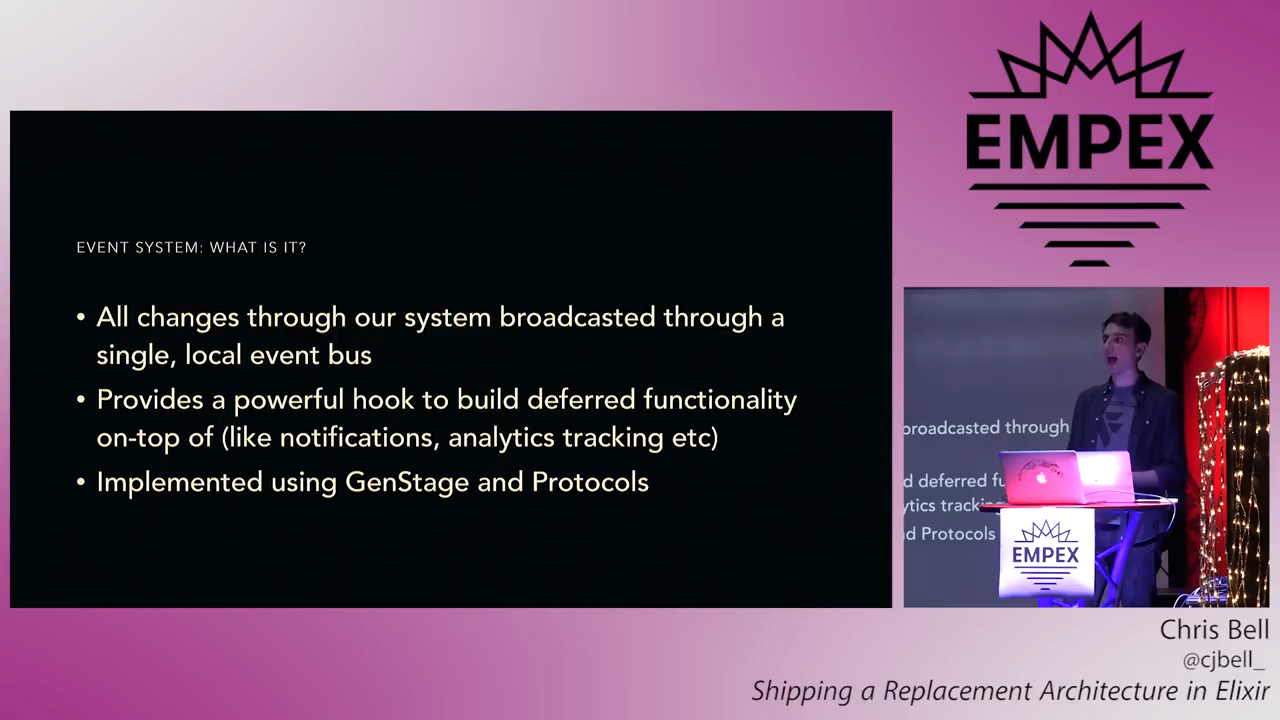 EMPEX
EVENT SYSTEM: WHAT IS IT?
• All changes through our system broadcasted through a
single, local event bus
• Provides a powerful hook to build deferred functionality
on-top of (like notifications, analytics tracking etc)
• Implemented using GenStage and Protocols
broadcasted through
d deferred fu
ytics tracking
d Protocols
EMPEX
Chris Bell
@cjbell_
Shipping a Replacement Architecture in Elixir